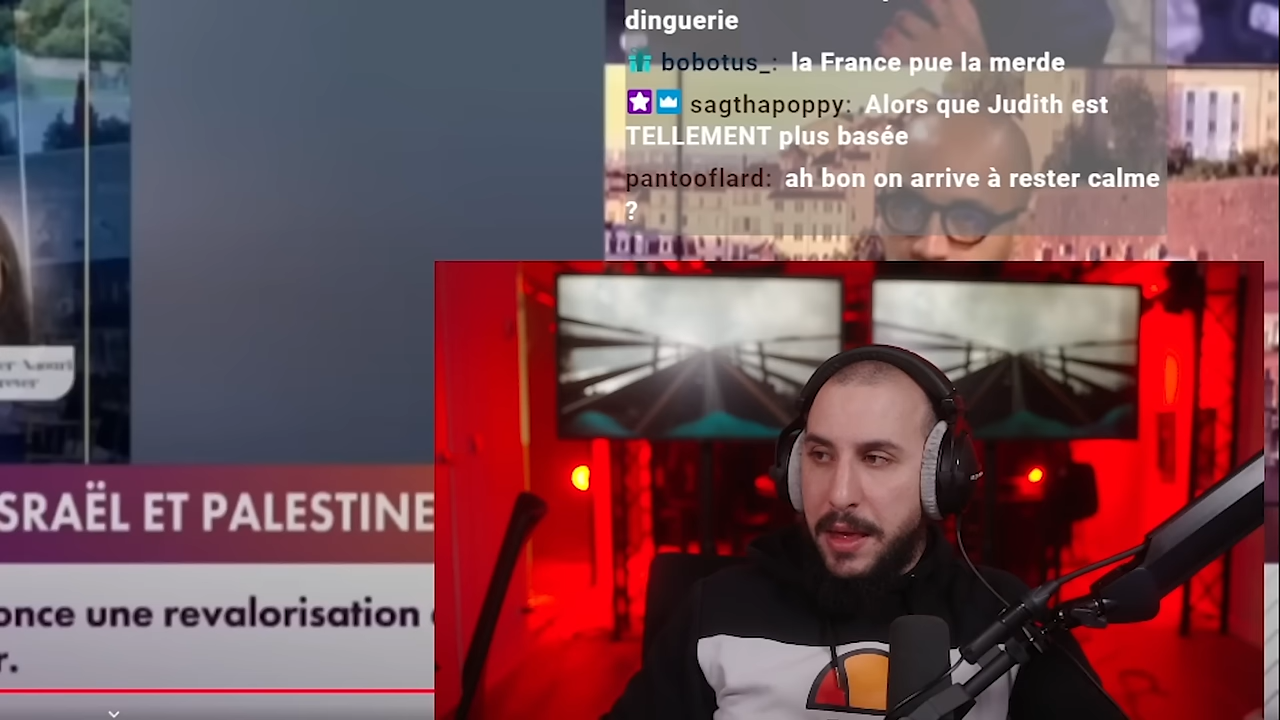 dinguerie
bobotus_: la France pue la merde
sagthapoppy: Alors que Judith est
TELLEMENT plus basée
pantooflard: ah bon on arrive à rester calme
?
SRAËL ET PALESTINE
once une revalorisation
r.